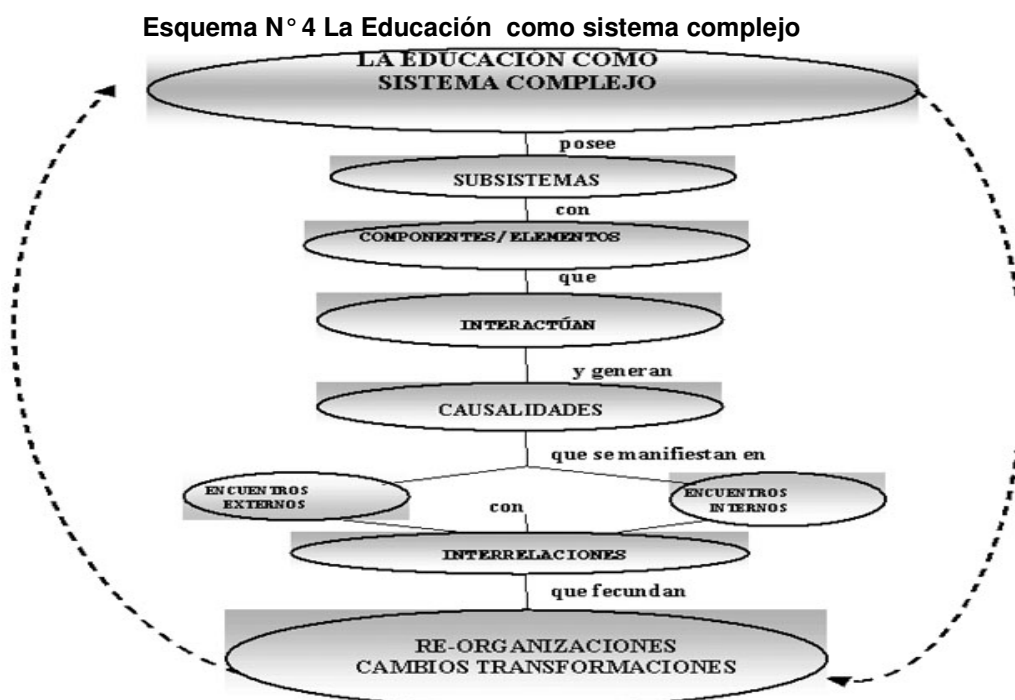 Esquema N° 4 La Educación como sistema complejo
LA EDUCACIÓN COMO
SISTEMA COMPLEJO
posee
SUBSISTEMAS
con
COMPONENTES/ELEMENTOS
que
INTERACTÚAN
y generan
CAUSALIDADES
que se manifiestan en
ENCUENTROS
EXTERNOS
ENCUENTROS
INTERNOS
con
INTERRELACIONES
que fecundan
RE-ORGANIZACIONES
CAMBIOS TRANSFORMACIONES